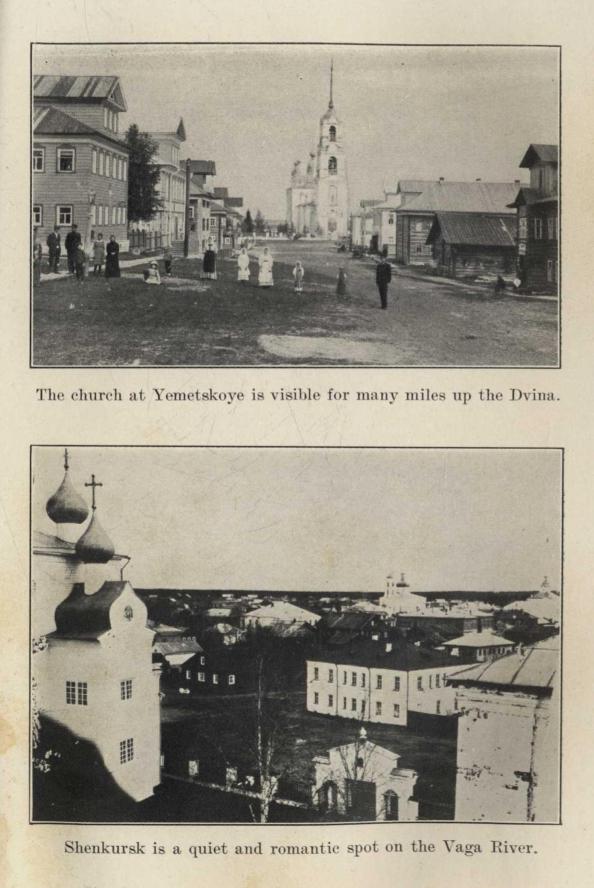 The church at Yemetskoye is visible for many miles up the Dvina.
Shenkursk is a quiet and romantic spot on the Vaga River.